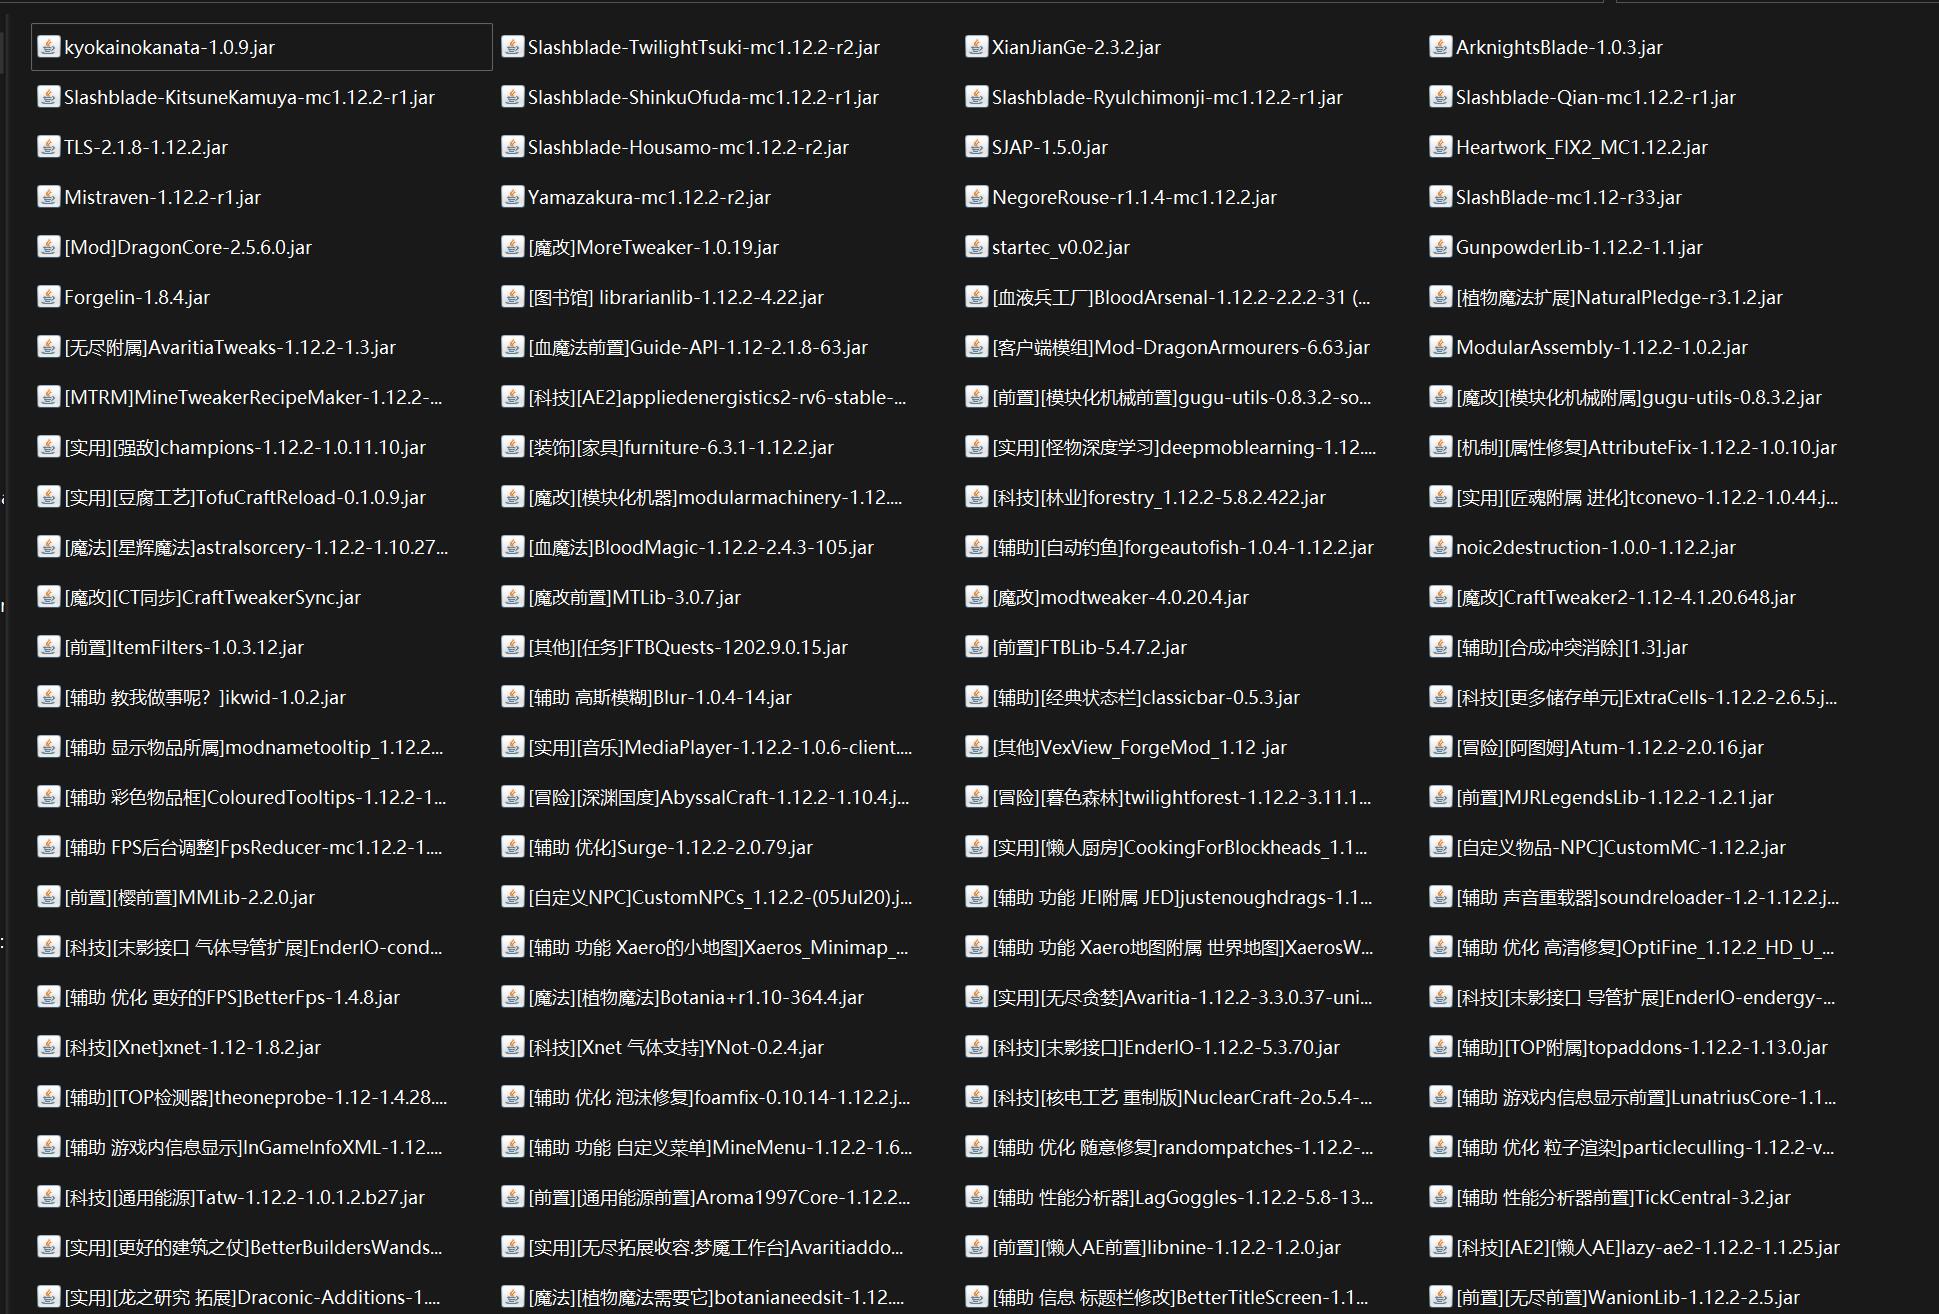 kyokainokanata-1.0.9.jar
Slashblade-TwilightTsuki-mc1.12.2-r2.jar
XianJianGe-2.3.2.jar
ArknightsBlade-1.0.3.jar
Slashblade-KitsuneKamuya-mc1.12.2-r1.jar
Slashblade-ShinkuOfuda-mc1.12.2-r1.jar
Slashblade-RyuIchimonji-mc1.12.2-r1.jar
Slashblade-Qian-mc1.12.2-r1.jar
TLS-2.1.8-1.12.2.jar
Slashblade-Housamo-mc1.12.2-r2.jar
SJAP-1.5.0.jar
Heartwork_FIX2_MC1.12.2.jar
Mistraven-1.12.2-r1.jar
Yamazakura-mc1.12.2-r2.jar
NegoreRouse-r1.1.4-mc1.12.2.jar
SlashBlade-mc1.12-r33.jar
[Mod]DragonCore-2.5.6.0.jar
[魔改]MoreTweaker-1.0.19.jar
startec_v0.02.jar
GunpowderLib-1.12.2-1.1.jar
Forgelin-1.8.4.jar
[图书馆] librarianlib-1.12.2-4.22.jar
[血液兵工厂]BloodArsenal-1.12.2-2.2.2-31 (...
[植物魔法扩展]NaturalPledge-r3.1.2.jar
[无尽附属]AvaritiaTweaks-1.12.2-1.3.jar
[血魔法前置]Guide-API-1.12-2.1.8-63.jar
[客户端模组]Mod-DragonArmourers-6.63.jar
ModularAssembly-1.12.2-1.0.2.jar
[MTRM]MineTweakerRecipeMaker-1.12.2-...
[科技][AE2]appliedenergistics2-rv6-stable-...
[前置][模块化机械前置]gugu-utils-0.8.3.2-so...
[魔改][模块化机械附属]gugu-utils-0.8.3.2.jar
[实用][强敌]champions-1.12.2-1.0.11.10.jar
[装饰][家具]furniture-6.3.1-1.12.2.jar
[实用][怪物深度学习]deepmoblearning-1.12....
[机制][属性修复]AttributeFix-1.12.2-1.0.10.jar
[实用][豆腐工艺]TofuCraftReload-0.1.0.9.jar
[魔改][模块化机器]modularmachinery-1.12....
[科技][林业]forestry_1.12.2-5.8.2.422.jar
[实用][匠魂附属 进化]tconevo-1.12.2-1.0.44.j...
[魔法][星辉魔法]astralsorcery-1.12.2-1.10.27...
[血魔法]BloodMagic-1.12.2-2.4.3-105.jar
[辅助][自动钓鱼]forgeautofish-1.0.4-1.12.2.jar
noic2destruction-1.0.0-1.12.2.jar
[魔改][CT同步]CraftTweakerSync.jar
[魔改前置]MTLib-3.0.7.jar
[魔改]modtweaker-4.0.20.4.jar
[魔改]CraftTweaker2-1.12-4.1.20.648.jar
[前置]ItemFilters-1.0.3.12.jar
[其他][任务]FTBQuests-1202.9.0.15.jar
[前置]FTBLib-5.4.7.2.jar
[辅助][合成冲突消除][1.3].jar
[辅助 教我做事呢？]ikwid-1.0.2.jar
[辅助 高斯模糊]Blur-1.0.4-14.jar
[辅助][经典状态栏]classicbar-0.5.3.jar
[科技][更多储存单元]ExtraCells-1.12.2-2.6.5.j...
[辅助 显示物品所属]modnametooltip_1.12.2...
[实用][音乐]MediaPlayer-1.12.2-1.0.6-client....
[其他]VexView_ForgeMod_1.12 .jar
[冒险][阿图姆]Atum-1.12.2-2.0.16.jar
[辅助 彩色物品框]ColouredTooltips-1.12.2-1...
[冒险][深渊国度]AbyssalCraft-1.12.2-1.10.4.j...
[冒险][暮色森林]twilightforest-1.12.2-3.11.1...
[前置]MJRLegendsLib-1.12.2-1.2.1.jar
[辅助 FPS后台调整]FpsReducer-mc1.12.2-1....
[辅助 优化]Surge-1.12.2-2.0.79.jar
[实用][懒人厨房]CookingForBlockheads_1.1...
[自定义物品-NPC]CustomMC-1.12.2.jar
[前置][樱前置]MMLib-2.2.0.jar
[自定义NPC]CustomNPCs_1.12.2-(05Jul20).j...
[辅助 功能 JEI附属 JED]justenoughdrags-1.1...
[辅助 声音重载器]soundreloader-1.2-1.12.2.j...
[科技][末影接口 气体导管扩展]EnderIO-cond...
[辅助 功能 Xaero的小地图]Xaeros_Minimap_...
[辅助 功能 Xaero地图附属 世界地图]XaerosW...
[辅助 优化 高清修复]OptiFine_1.12.2_HD_U_...
[辅助 优化 更好的FPS]BetterFps-1.4.8.jar
[魔法][植物魔法]Botania+r1.10-364.4.jar
[实用][无尽贪婪]Avaritia-1.12.2-3.3.0.37-uni...
[科技][末影接口 导管扩展]EnderIO-endergy-...
[科技][Xnet]xnet-1.12-1.8.2.jar
[科技][Xnet 气体支持]YNot-0.2.4.jar
[科技][末影接口]EnderIO-1.12.2-5.3.70.jar
[辅助][TOP附属]topaddons-1.12.2-1.13.0.jar
[辅助][TOP检测器]theoneprobe-1.12-1.4.28....
[辅助 优化 泡沫修复]foamfix-0.10.14-1.12.2.j...
[科技][核电工艺 重制版]NuclearCraft-2o.5.4-...
[辅助 游戏内信息显示前置]LunatriusCore-1.1...
[辅助 游戏内信息显示]InGameInfoXML-1.12....
[辅助 功能 自定义菜单]MineMenu-1.12.2-1.6...
[辅助 优化 随意修复]randompatches-1.12.2-...
[辅助 优化 粒子渲染]particleculling-1.12.2-v...
[科技][通用能源]Tatw-1.12.2-1.0.1.2.b27.jar
[前置][通用能源前置]Aroma1997Core-1.12.2...
[辅助 性能分析器]LagGoggles-1.12.2-5.8-13...
[辅助 性能分析器前置]TickCentral-3.2.jar
[实用][更好的建筑之仗]BetterBuildersWands...
[实用][无尽拓展收容.梦魇工作台]Avaritiaddo...
[前置][懒人AE前置]libnine-1.12.2-1.2.0.jar
[科技][AE2][懒人AE]lazy-ae2-1.12.2-1.1.25.jar
[实用][龙之研究 拓展]Draconic-Additions-1....
[魔法][植物魔法需要它]botanianeedsit-1.12....
[辅助 信息 标题栏修改]BetterTitleScreen-1.1...
[前置][无尽前置]WanionLib-1.12.2-2.5.jar